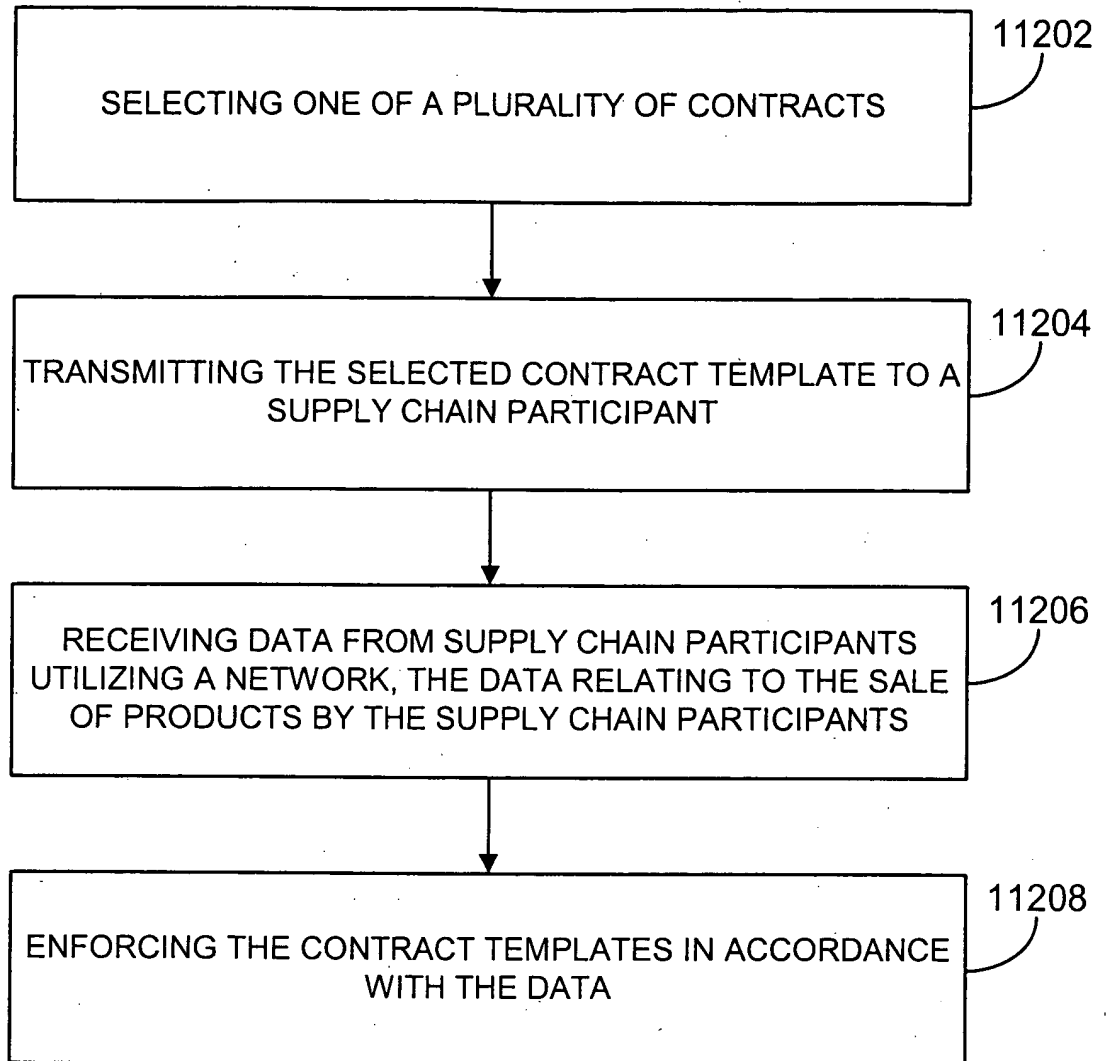 11202
SELECTING ONE OF A PLURALITY OF CONTRACTS
11204
TRANSMITTING THE SELECTED CONTRACT TEMPLATE TO A
SUPPLY CHAIN PARTICIPANT
11206
RECEIVING DATA FROM SUPPLY CHAIN PARTICIPANTS
UTILIZING A NETWORK, THE DATA RELATING TO THE SALE
OF PRODUCTS BY THE SUPPLY CHAIN PARTICIPANTS
11208
ENFORCING THE CONTRACT TEMPLATES IN ACCORDANCE
WITH THE DATA